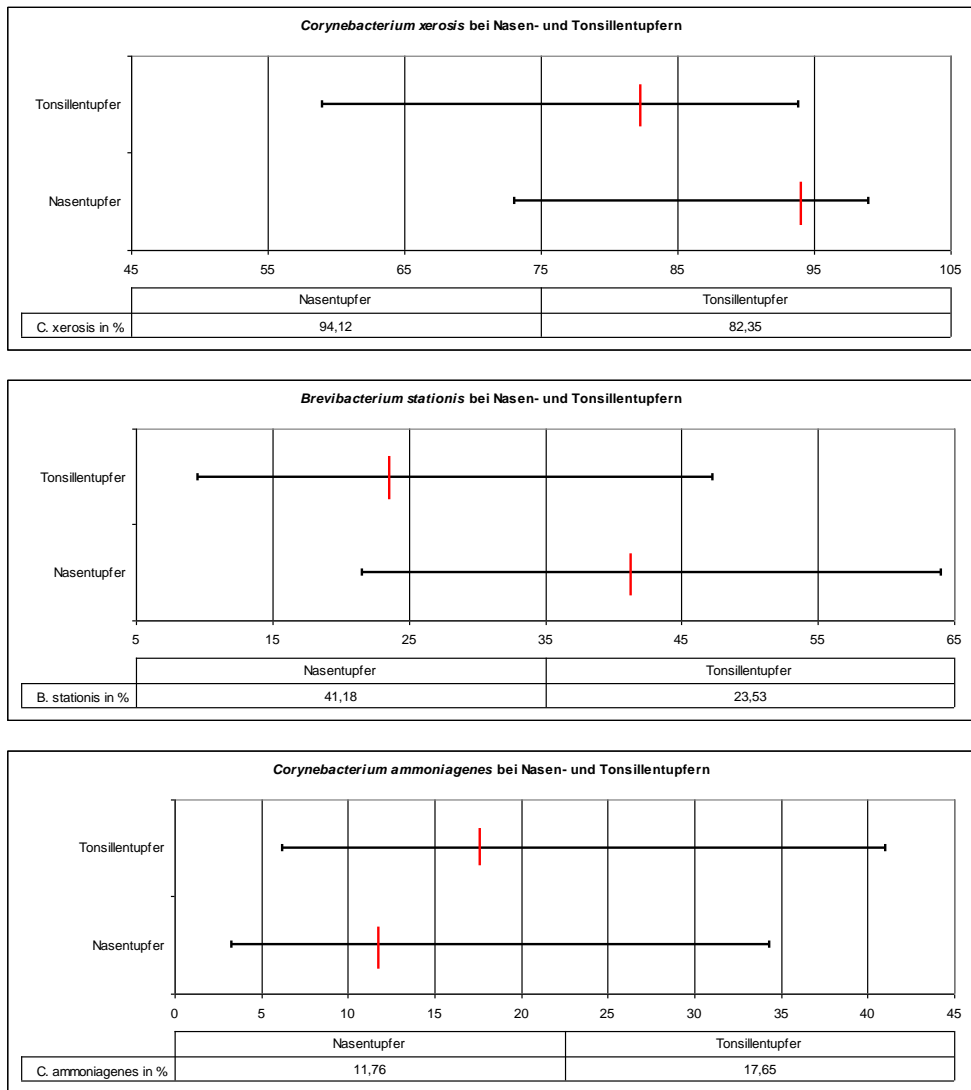 Corynebacterium xerosis bei Nasen- und Tonsillentupfern
Tonsillentupfer
Nasentupfer
45 55 65 75 85 95 105
Nasentupfer Tonsillentupfer
C. xerosis in % 94,12 82,35
Brevibacterium stationis bei Nasen- und Tonsillentupfern
Tonsillentupfer
Nasentupfer
5 15 25 35 45 55 65
Nasentupfer Tonsillentupfer
B. stationis in % 41,18 23,53
Corynebacterium ammoniagenes bei Nasen- und Tonsillentupfern
Tonsillentupfer
Nasentupfer
0 5 10 15 20 25 30 35 40 45
Nasentupfer Tonsillentupfer
C. ammoniagenes in % 11,76 17,65